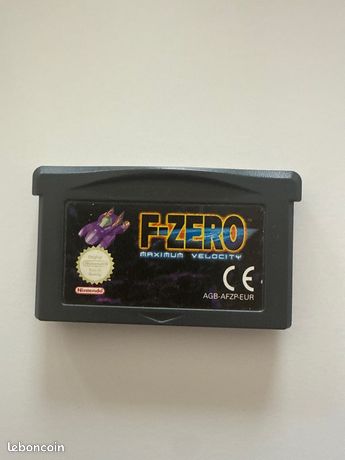 F-ZERO
MAXIMUM VELOCITY
Nintendo
CE
AGB-AFZP-EUR
leboncoin